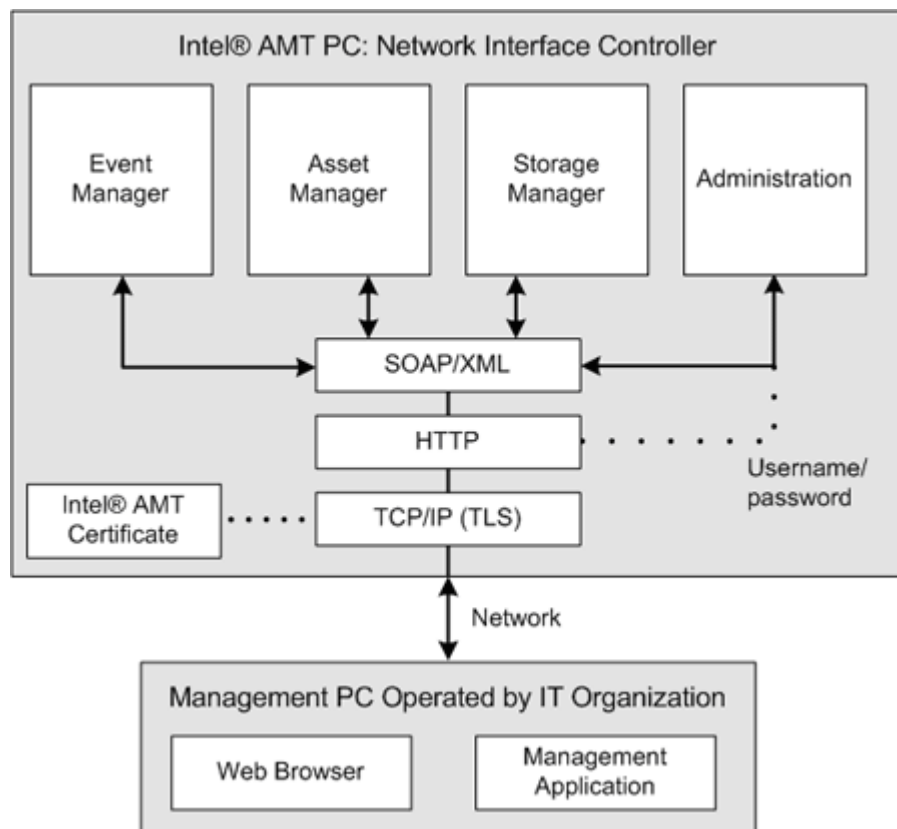 Intel® AMT PC: Network Interface Controller
Event
Manager
Asset
Manager
Storage
Manager
Administration
SOAP/XML
HTTP
Username/
password
Intel® AMT
Certificate
TCP/IP (TLS)
Network
Management PC Operated by IT Organization
Web Browser
Management
Application